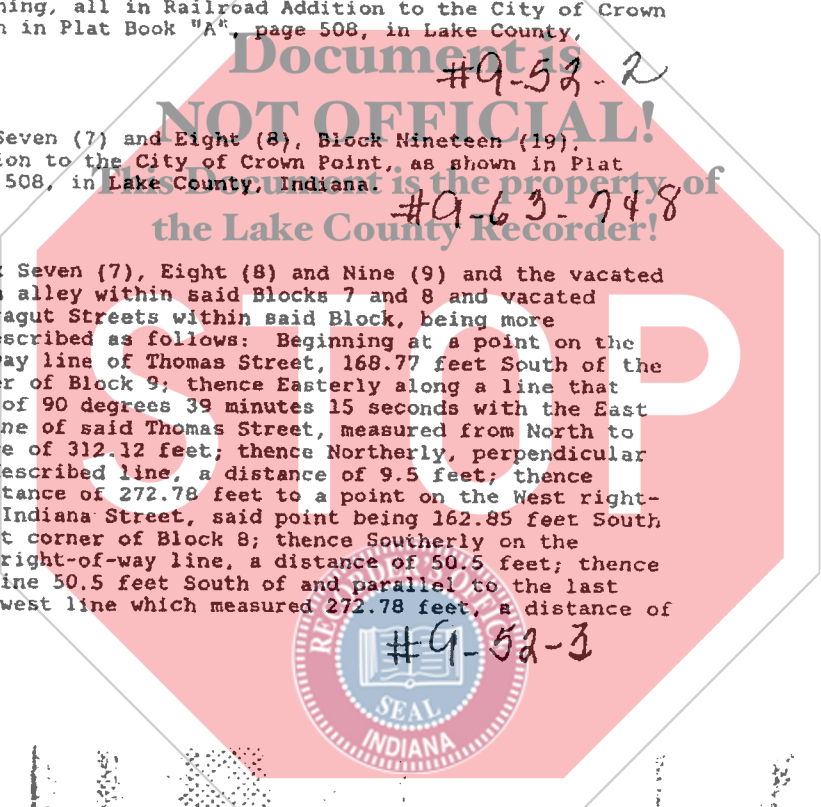 ning, all in Railroad Addition to the City of Crown
n in Plat Book "A", page 508, in Lake County,
Document is
#9-52-2
NOT OFFICIAL!
Seven (7) and Eight (8), Block Nineteen (19),
ion to the City of Crown Point, as shown in Plat
508, in Lake County, Indiana.
This Document is the property of
#9-63-748
the Lake County Recorder!
Seven (7), Eight (8) and Nine (9) and the vacated
alley within said Blocks 7 and 8 and vacated
agut Streets within said Block, being more
scribed as follows: Beginning at a point on the
ay line of Thomas Street, 168.77 feet South of the
er of Block 9; thence Easterly along a line that
of 90 degrees 39 minutes 15 seconds with the East
ne of said Thomas Street, measured from North to
e of 312.12 feet; thence Northerly, perpendicular
escribed line, a distance of 9.5 feet; thence
tance of 272.78 feet to a point on the West right-
Indiana Street, said point being 162.85 feet South
t corner of Block 8; thence Southerly on the
right-of-way line, a distance of 50.5 feet; thence
ine 50.5 feet South of and parallel to the last
west line which measured 272.78 feet, a distance of
#9-52-3
STOP
RECORDER'S OFFICE
SEAL
INDIANA